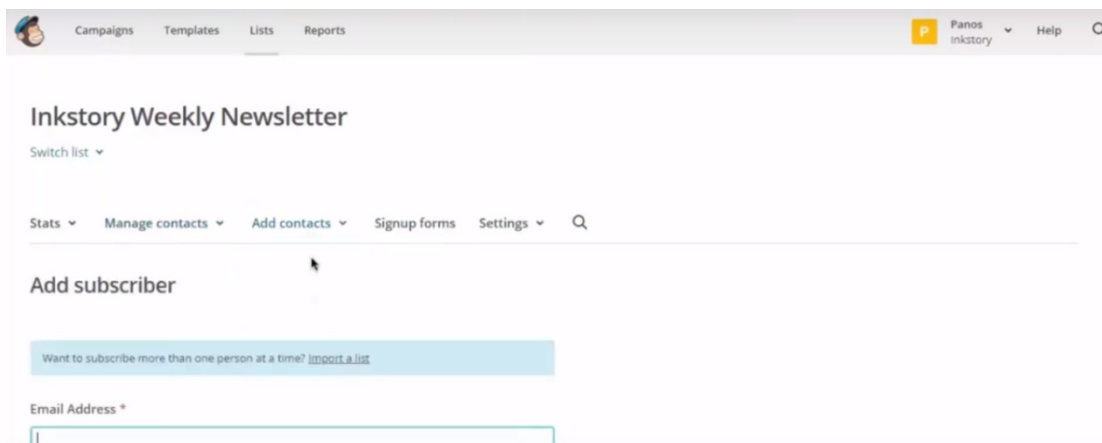 Campaigns Templates Lists Reports P Panos Help
Inkstory
Inkstory Weekly Newsletter
Switch list
Stats Manage contacts Add contacts Signup forms Settings
Add subscriber
Want to subscribe more than one person at a time? Import a list
Email Address *